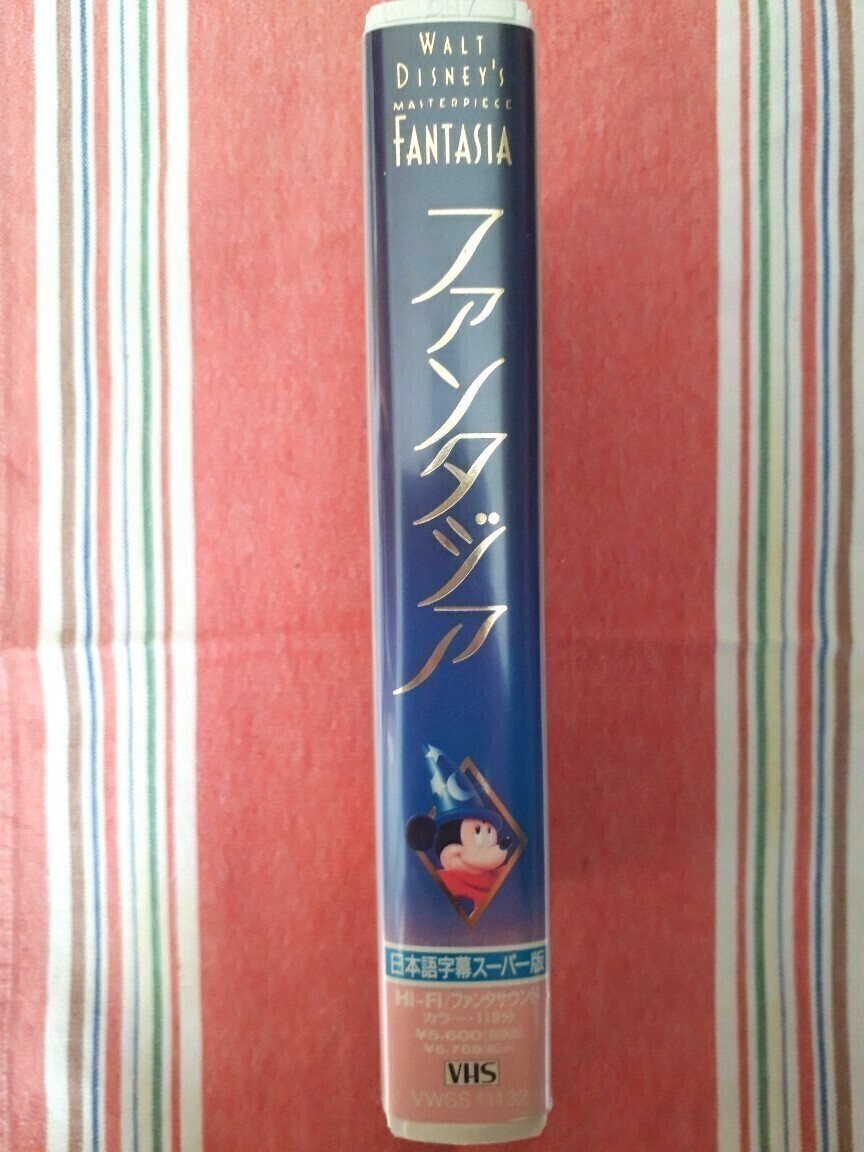 WALT
DISNEY'S
MASTERPIECE
FANTASIA
ファンタジア
日本語字幕スーパー版
Hi-Fi/ファンタサウンド
カラー・119分
¥5,600
VHS